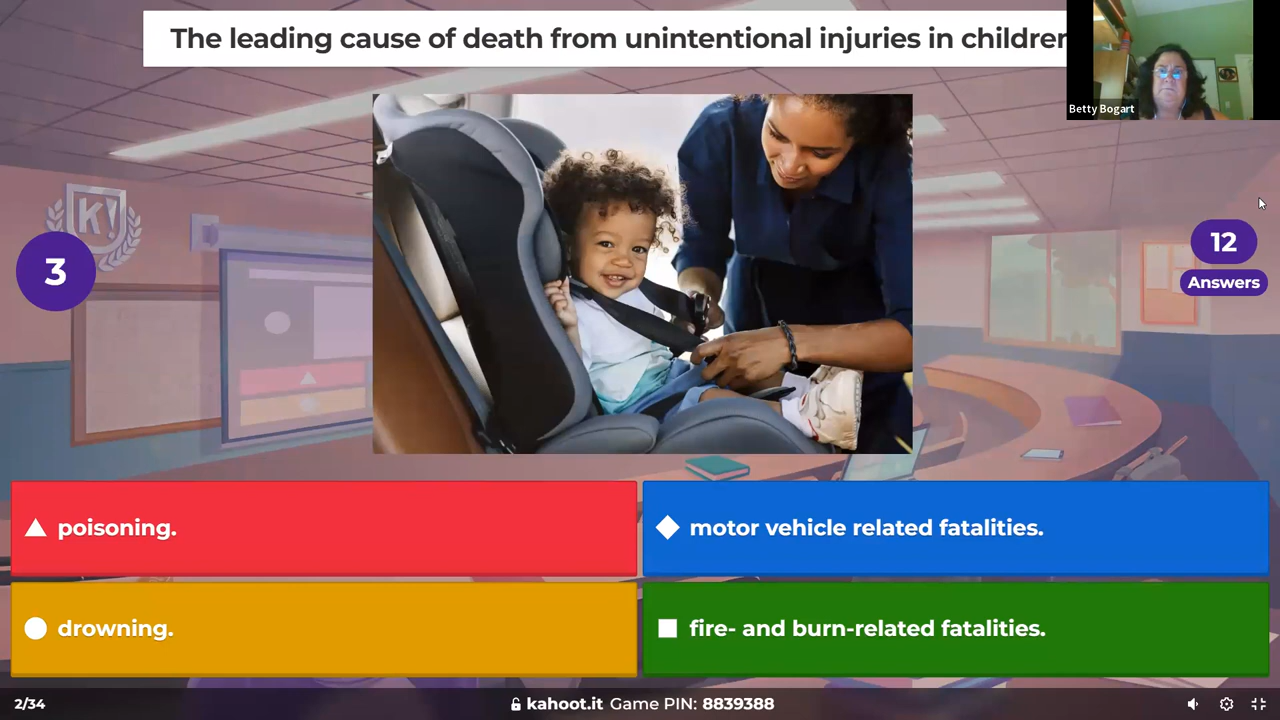 The leading cause of death from unintentional injuries in children
Betty Bogart
K!
3
12
Answers
poisoning.
motor vehicle related fatalities.
drowning.
fire- and burn-related fatalities.
2/34
kahoot.it Game PIN: 8839388